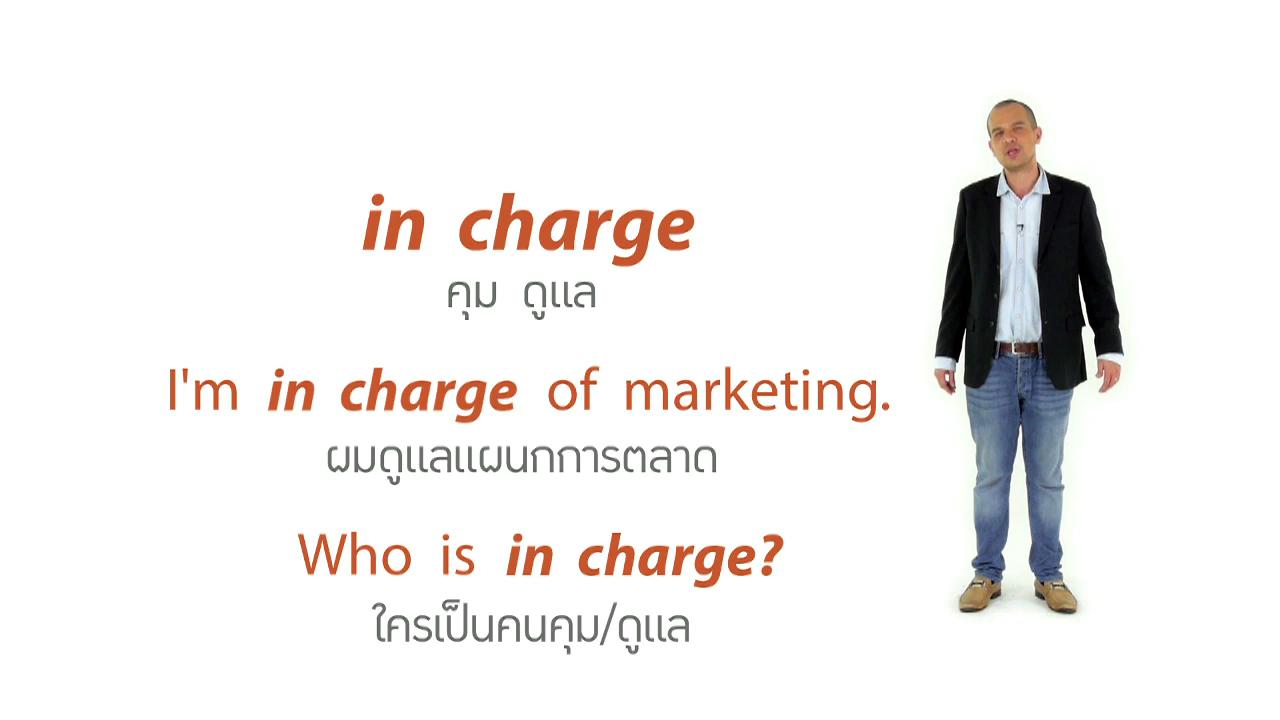 in charge
คุม ดูแล
I'm in charge of marketing.
ผมดูแลแผนกการตลาด
Who is in charge?
ใครเป็นคนคุม/ดูแล